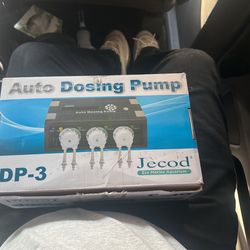 Auto Dosing Pump
Auto Dosing Pump
DP-3
Jecod
Eco Marine Aquarium